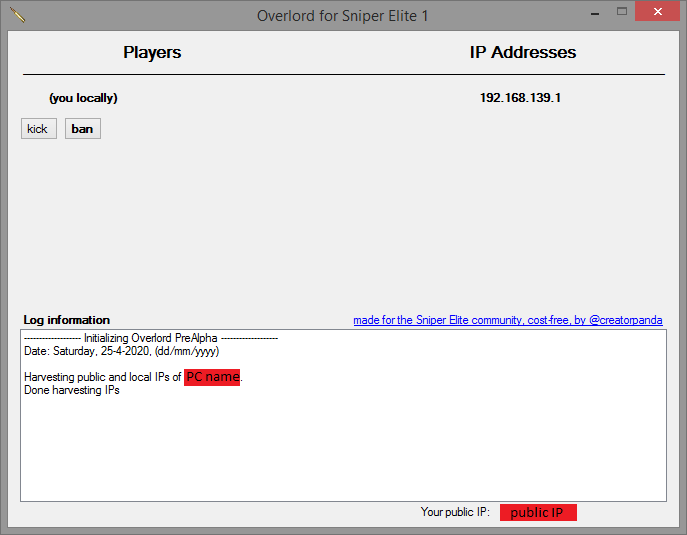 Overlord for Sniper Elite 1
Players IP Addresses
(you locally) 192.168.139.1
kick ban
Log information made for the Sniper Elite community, cost-free, by @creatorpanda
------------------- Initializing Overlord PreAlpha -------------------
Date: Saturday, 25-4-2020, (dd/mm/yyyy)
Harvesting public and local IPs of PC name.
Done harvesting IPs
Your public IP: public IP